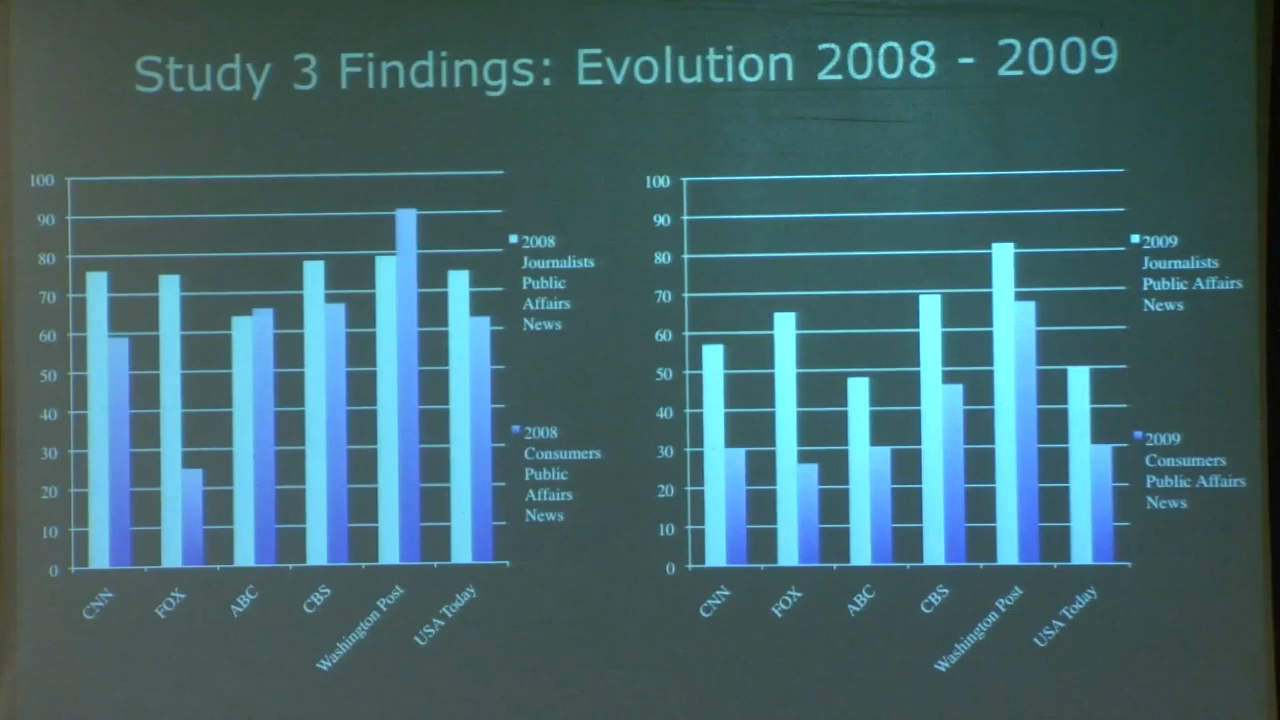 Study 3 Findings: Evolution 2008 - 2009
100
90
80
70
60
50
40
30
20
10
0
CNN
FOX
ABC
CBS
Washington Post
USA Today
2008
Journalists
Public
Affairs
News
2008
Consumers
Public
Affairs
News
100
90
80
70
60
50
40
30
20
10
0
CNN
FOX
ABC
CBS
Washington Post
USA Today
2009
Journalists
Public Affairs
News
2009
Consumers
Public Affairs
News